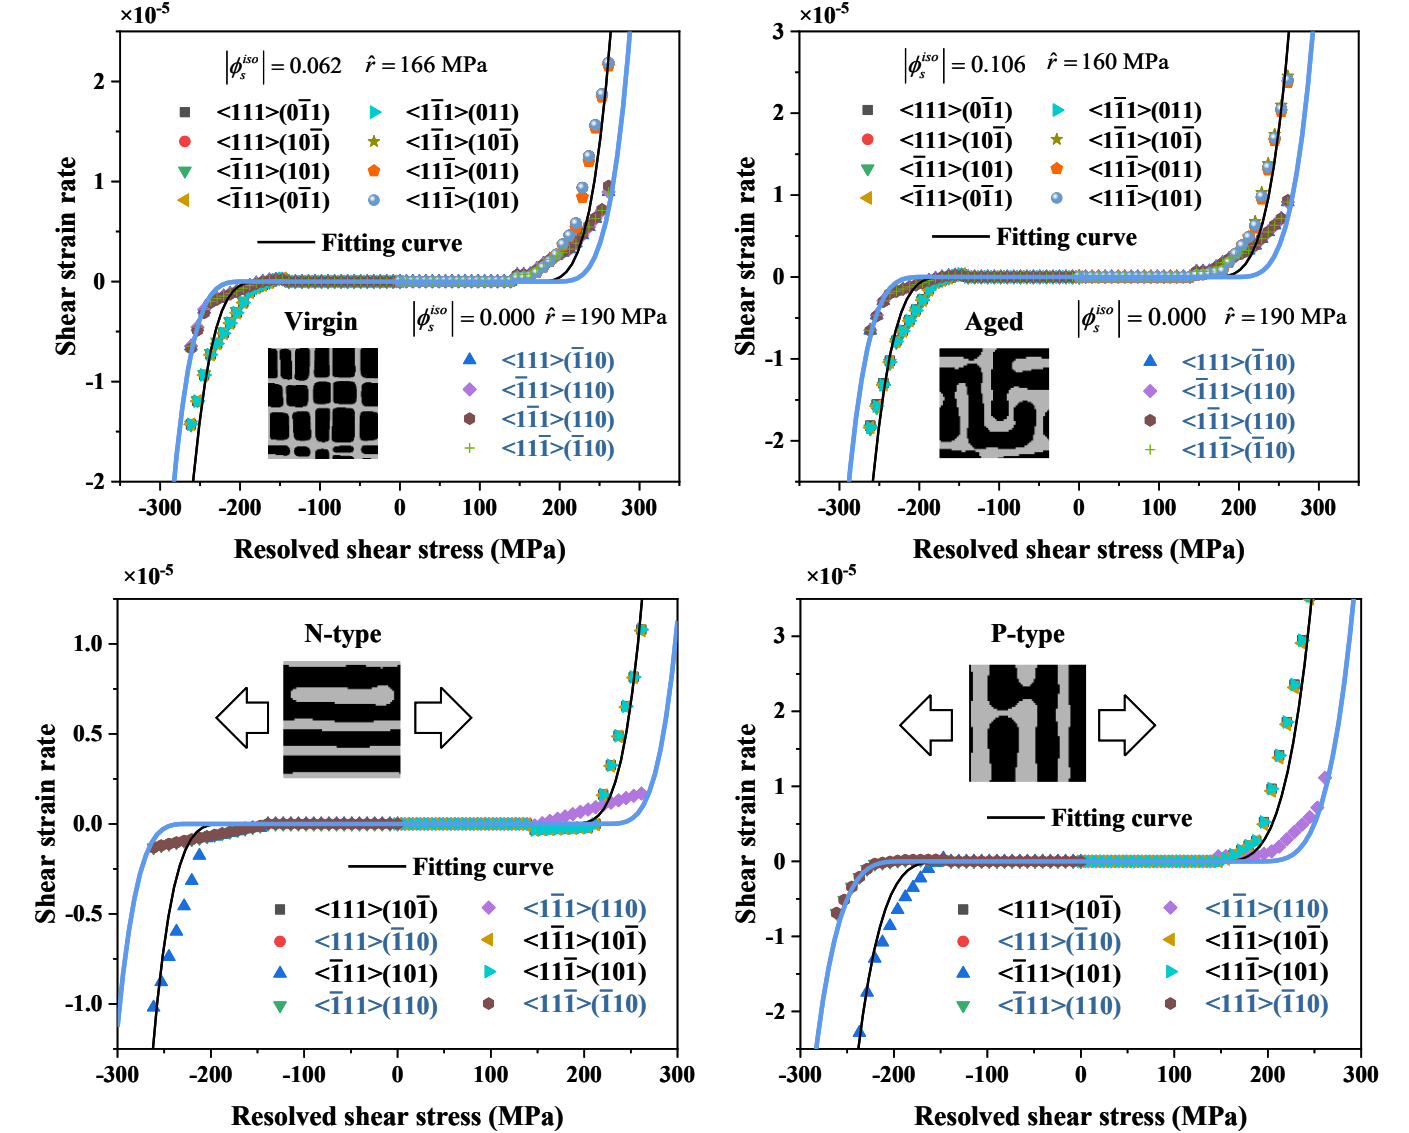 ×10⁻⁵
|ϕₛⁱˢᵒ| = 0.062 r̂ = 166 MPa
<111>(01̅1) <11̅1>(011)
<111>(101̅) <11̅1>(101̅)
<1̅11>(101) <111̅>(011)
<1̅11>(01̅1) <111̅>(101)
Fitting curve
|ϕₛⁱˢᵒ| = 0.000 r̂ = 190 MPa
Virgin
<111>(1̅10)
<1̅11>(110)
<11̅1>(110)
<111̅>(1̅10)
2
1
0
-1
-2
Shear strain rate
-300 -200 -100 0 100 200 300
Resolved shear stress (MPa)
×10⁻⁵
|ϕₛⁱˢᵒ| = 0.106 r̂ = 160 MPa
<111>(01̅1) <11̅1>(011)
<111>(101̅) <11̅1>(101̅)
<1̅11>(101) <111̅>(011)
<1̅11>(01̅1) <111̅>(101)
Fitting curve
|ϕₛⁱˢᵒ| = 0.000 r̂ = 190 MPa
Aged
<111>(1̅10)
<1̅11>(110)
<11̅1>(110)
<111̅>(1̅10)
3
2
1
0
-1
-2
Shear strain rate
-300 -200 -100 0 100 200 300
Resolved shear stress (MPa)
×10⁻⁵
N-type
Fitting curve
<111>(101̅) <11̅1>(110)
<111>(1̅10) <11̅1>(101̅)
<1̅11>(101) <111̅>(101)
<1̅11>(110) <111̅>(1̅10)
1.0
0.5
0.0
-0.5
-1.0
Shear strain rate
-300 -200 -100 0 100 200 300
Resolved shear stress (MPa)
×10⁻⁵
P-type
Fitting curve
<111>(101̅) <11̅1>(110)
<111>(1̅10) <11̅1>(101̅)
<1̅11>(101) <111̅>(101)
<1̅11>(110) <111̅>(1̅10)
3
2
1
0
-1
-2
Shear strain rate
-300 -200 -100 0 100 200 300
Resolved shear stress (MPa)